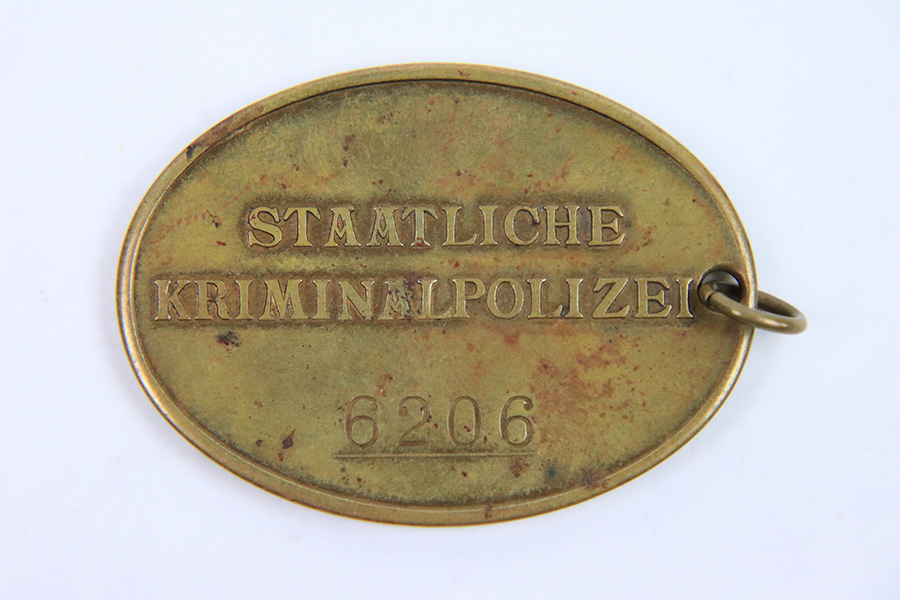 STAATLICHE
KRIMINALPOLIZEI
6206